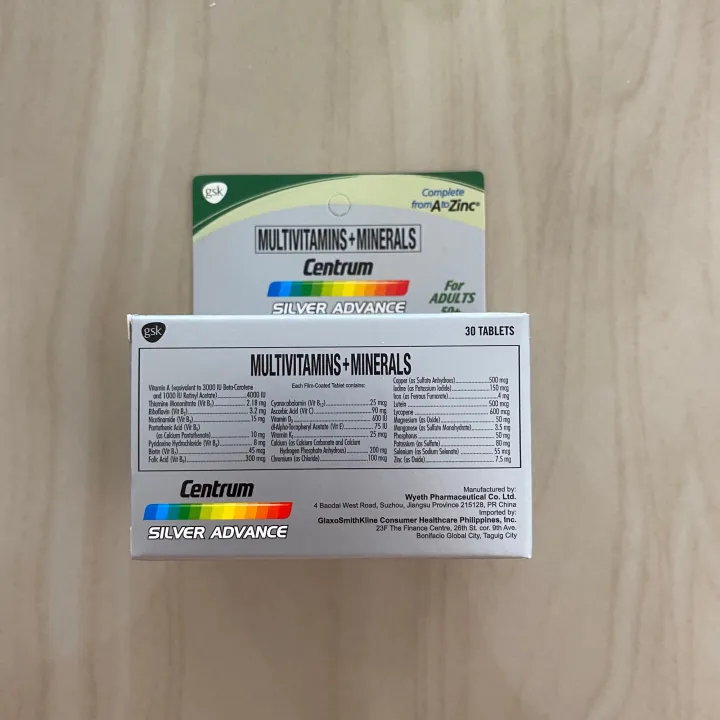 gsk
Complete
from A to Zinc®
MULTIVITAMINS+MINERALS
Centrum
SILVER ADVANCE
For
ADULTS
50+
gsk
30 TABLETS
MULTIVITAMINS+MINERALS
Each Film-Coated Tablet contains:
Vitamin A (equivalent to 3000 IU Beta-Carotene
and 1000 IU Retinyl Acetate) 4000 IU
Thiamine Mononitrate (Vit B1) 2.18 mg
Riboflavin (Vit B2) 3.2 mg
Nicotinamide (Vit B3) 15 mg
Pantothenic Acid (Vit B5)
(as Calcium Pantothenate) 10 mg
Pyridoxine Hydrochloride (Vit B6) 8 mg
Biotin (Vit B7) 45 mcg
Folic Acid (Vit B9) 300 mcg
Cyanocobalamin (Vit B12) 25 mcg
Ascorbic Acid (Vit C) 90 mg
Vitamin D3 600 IU
dl-Alpha-Tocopheryl Acetate (Vit E) 75 IU
Vitamin K1 25 mcg
Calcium (as Calcium Carbonate and Calcium
Hydrogen Phosphate Anhydrous) 200 mg
Chromium (as Chloride) 100 mcg
Copper (as Sulfate Anhydrous) 500 mcg
Iodine (as Potassium Iodide) 150 mcg
Iron (as Ferrous Fumarate) 4 mg
Lutein 500 mcg
Lycopene 600 mcg
Magnesium (as Oxide) 50 mg
Manganese (as Sulfate Monohydrate) 3.5 mg
Phosphorus 50 mg
Potassium (as Sulfate) 80 mg
Selenium (as Sodium Selenate) 55 mcg
Zinc (as Oxide) 7.5 mg
Centrum
SILVER ADVANCE
Manufactured by:
Wyeth Pharmaceutical Co. Ltd.
4 Baodai West Road, Suzhou, Jiangsu Province 215128, PR China
Imported by:
GlaxoSmithKline Consumer Healthcare Philippines, Inc.
23F The Finance Centre, 26th St. cor. 9th Ave.
Bonifacio Global City, Taguig City